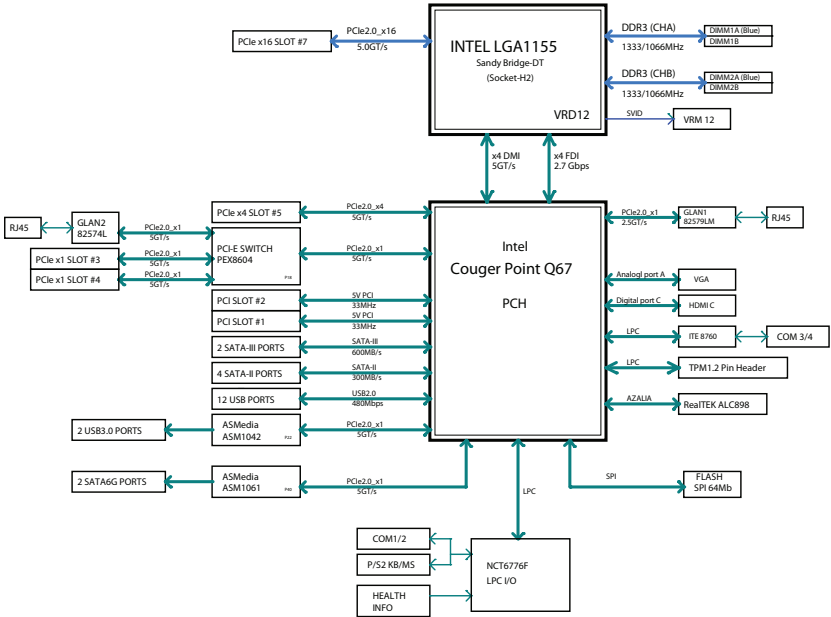 PCIe x16 SLOT #7
PCIe2.0_x16
5.0GT/s
INTEL LGA1155
Sandy Bridge-DT
(Socket-H2)
VRD12
DDR3 (CHA)
1333/1066MHz
DIMM1A (Blue)
DIMM1B
DDR3 (CHB)
1333/1066MHz
DIMM2A (Blue)
DIMM2B
SVID
VRM 12
x4 DMI
5GT/s
x4 FDI
2.7 Gbps
RJ45
GLAN2
82574L
PCIe2.0_x1
5GT/s
PCIe x1 SLOT #3
PCIe2.0_x1
5GT/s
PCIe x1 SLOT #4
PCIe2.0_x1
5GT/s
PCIe x4 SLOT #5
PCIe2.0_x4
5GT/s
PCI-E SWITCH
PEX8604
P18
PCIe2.0_x1
5GT/s
PCI SLOT #2
5V PCI
33MHz
PCI SLOT #1
5V PCI
33MHz
2 SATA-III PORTS
SATA-III
600MB/s
4 SATA-II PORTS
SATA-II
300MB/s
12 USB PORTS
USB2.0
480Mbps
2 USB3.0 PORTS
ASMedia
ASM1042
P22
PCIe2.0_x1
5GT/s
2 SATA6G PORTS
ASMedia
ASM1061
PCIe2.0_x1
5GT/s
Intel
Couger Point Q67
PCH
PCIe2.0_x1
2.5GT/s
GLAN1
82579LM
RJ45
Analogl port A
VGA
Digital port C
HDMI C
LPC
ITE 8760
COM 3/4
LPC
TPM1.2 Pin Header
AZALIA
RealTEK ALC898
SPI
FLASH
SPI 64Mb
LPC
COM1/2
P/S2 KB/MS
HEALTH
INFO
NCT6776F
LPC I/O